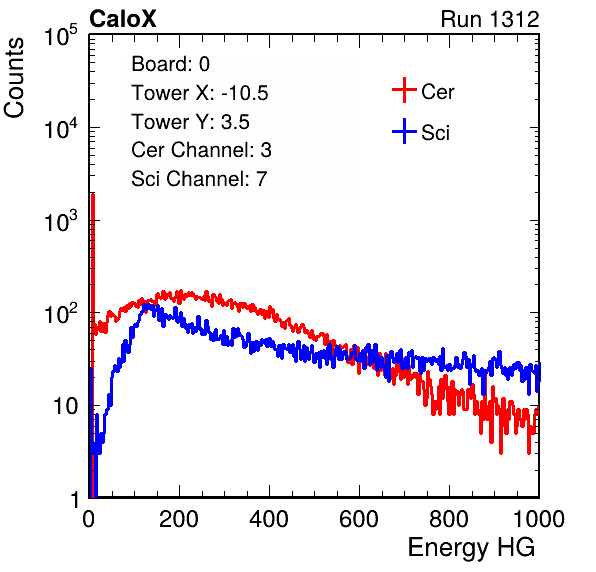 CaloX Run 1312
Counts
10^5
10^4
10^3
10^2
10
1
Board: 0
Tower X: -10.5
Tower Y: 3.5
Cer Channel: 3
Sci Channel: 7
Cer
Sci
0 200 400 600 800 1000
Energy HG